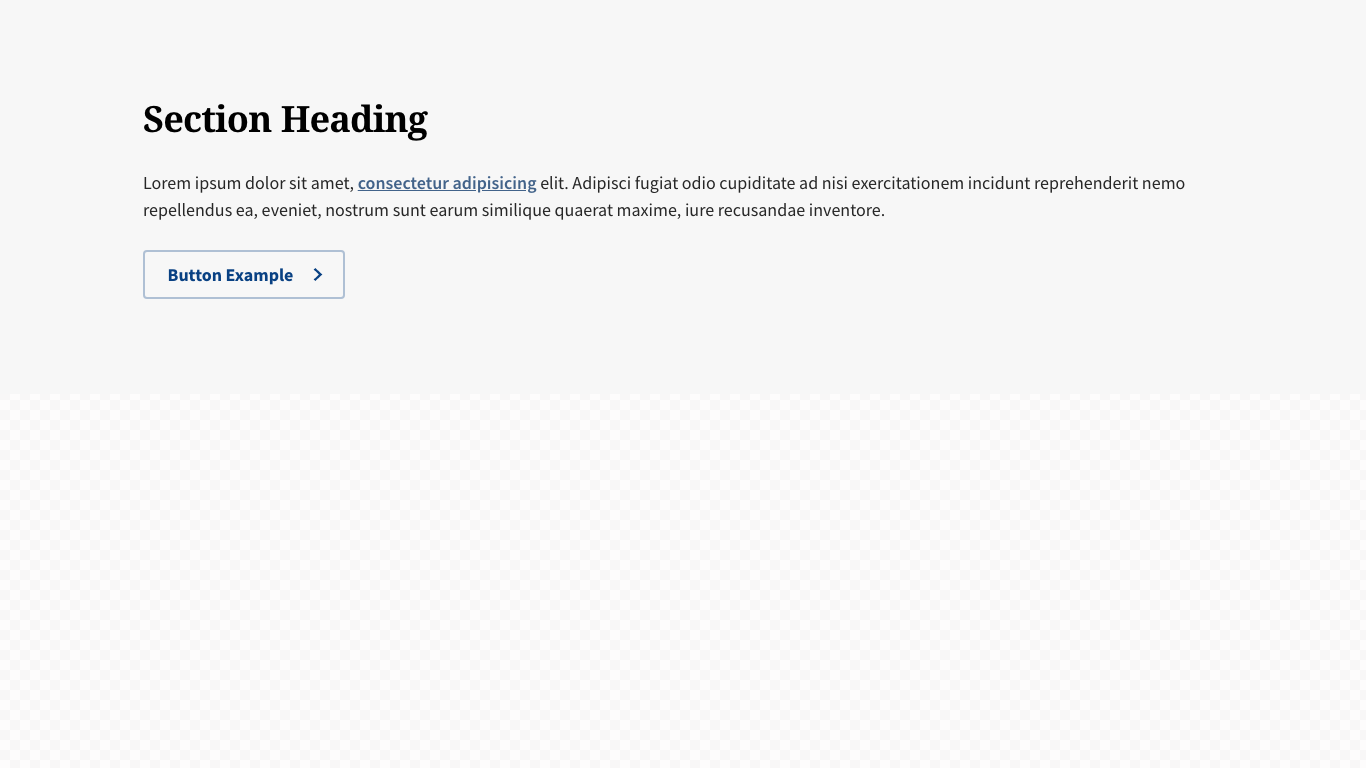 Section Heading
Lorem ipsum dolor sit amet, consectetur adipisicing elit. Adipisci fugiat odio cupiditate ad nisi exercitationem incidunt reprehenderit nemo
repellendus ea, eveniet, nostrum sunt earum similique quaerat maxime, iure recusandae inventore.
Button Example